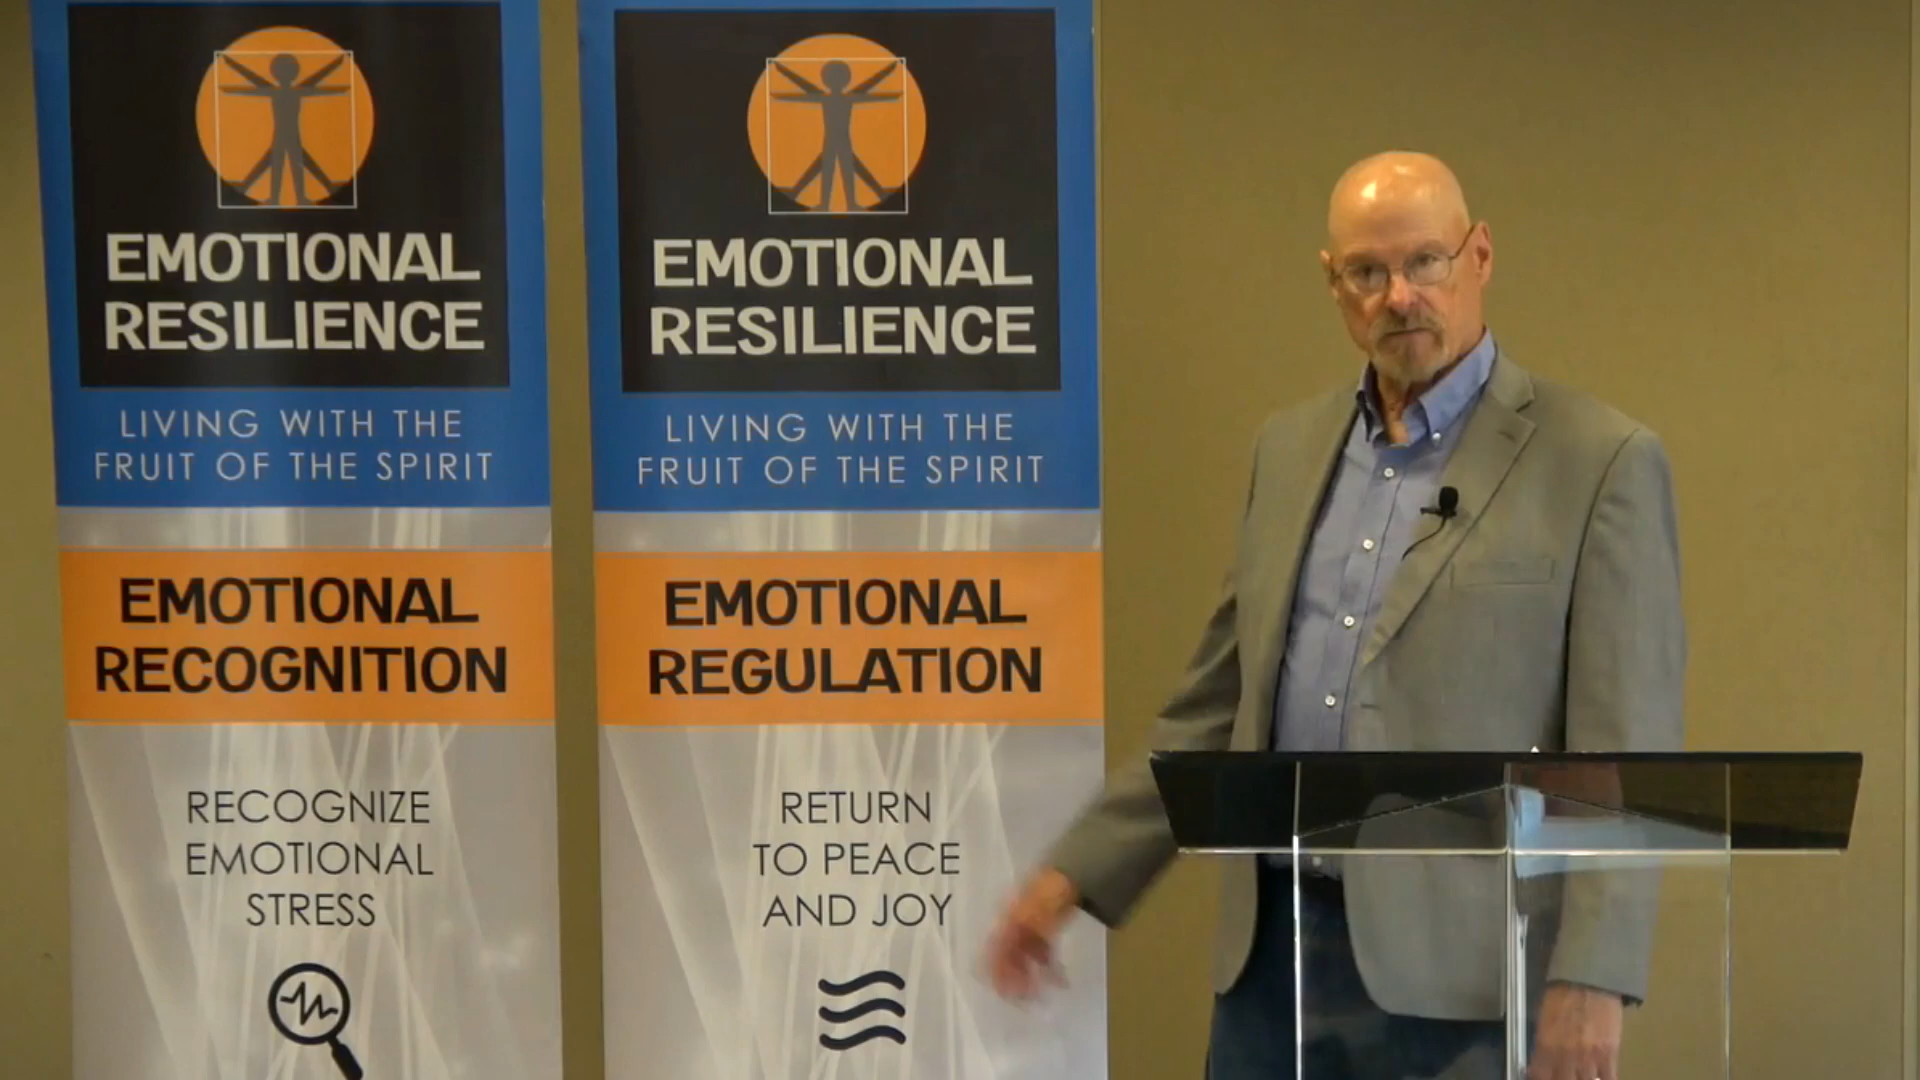 EMOTIONAL
RESILIENCE
LIVING WITH THE
FRUIT OF THE SPIRIT
EMOTIONAL
RECOGNITION
RECOGNIZE
EMOTIONAL
STRESS
EMOTIONAL
RESILIENCE
LIVING WITH THE
FRUIT OF THE SPIRIT
EMOTIONAL
REGULATION
RETURN
TO PEACE
AND JOY